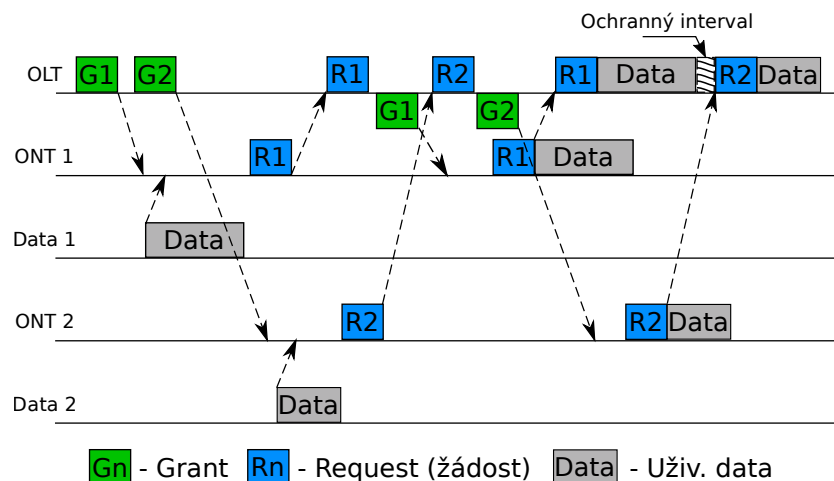 Ochranný interval
OLT G1 G2 R1 R2 R1 Data R2 Data
G1 G2
ONT 1 R1 R1 Data
Data 1 Data
ONT 2 R2 R2 Data
Data 2 Data
Gn - Grant Rn - Request (žádost) Data - Uživ. data